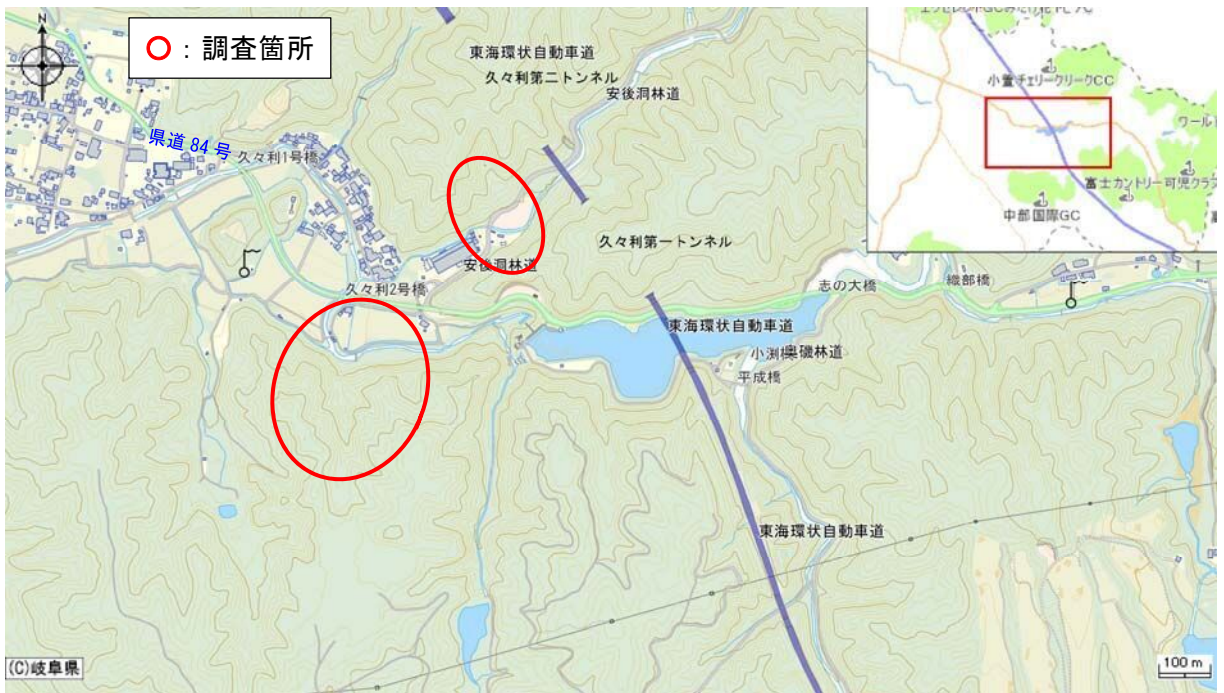 N
○：調査箇所
東海環状自動車道
久々利第二トンネル
安後洞林道
県道 84 号
久々利1号橋
小萱チェリークリークCC
富士カントリー可児クラブ
中部国際GC
久々利第一トンネル
安後洞林道
久々利2号橋
志の大橋
織部橋
東海環状自動車道
奥磯林道
平成橋
東海環状自動車道
(C)岐阜県
100 m